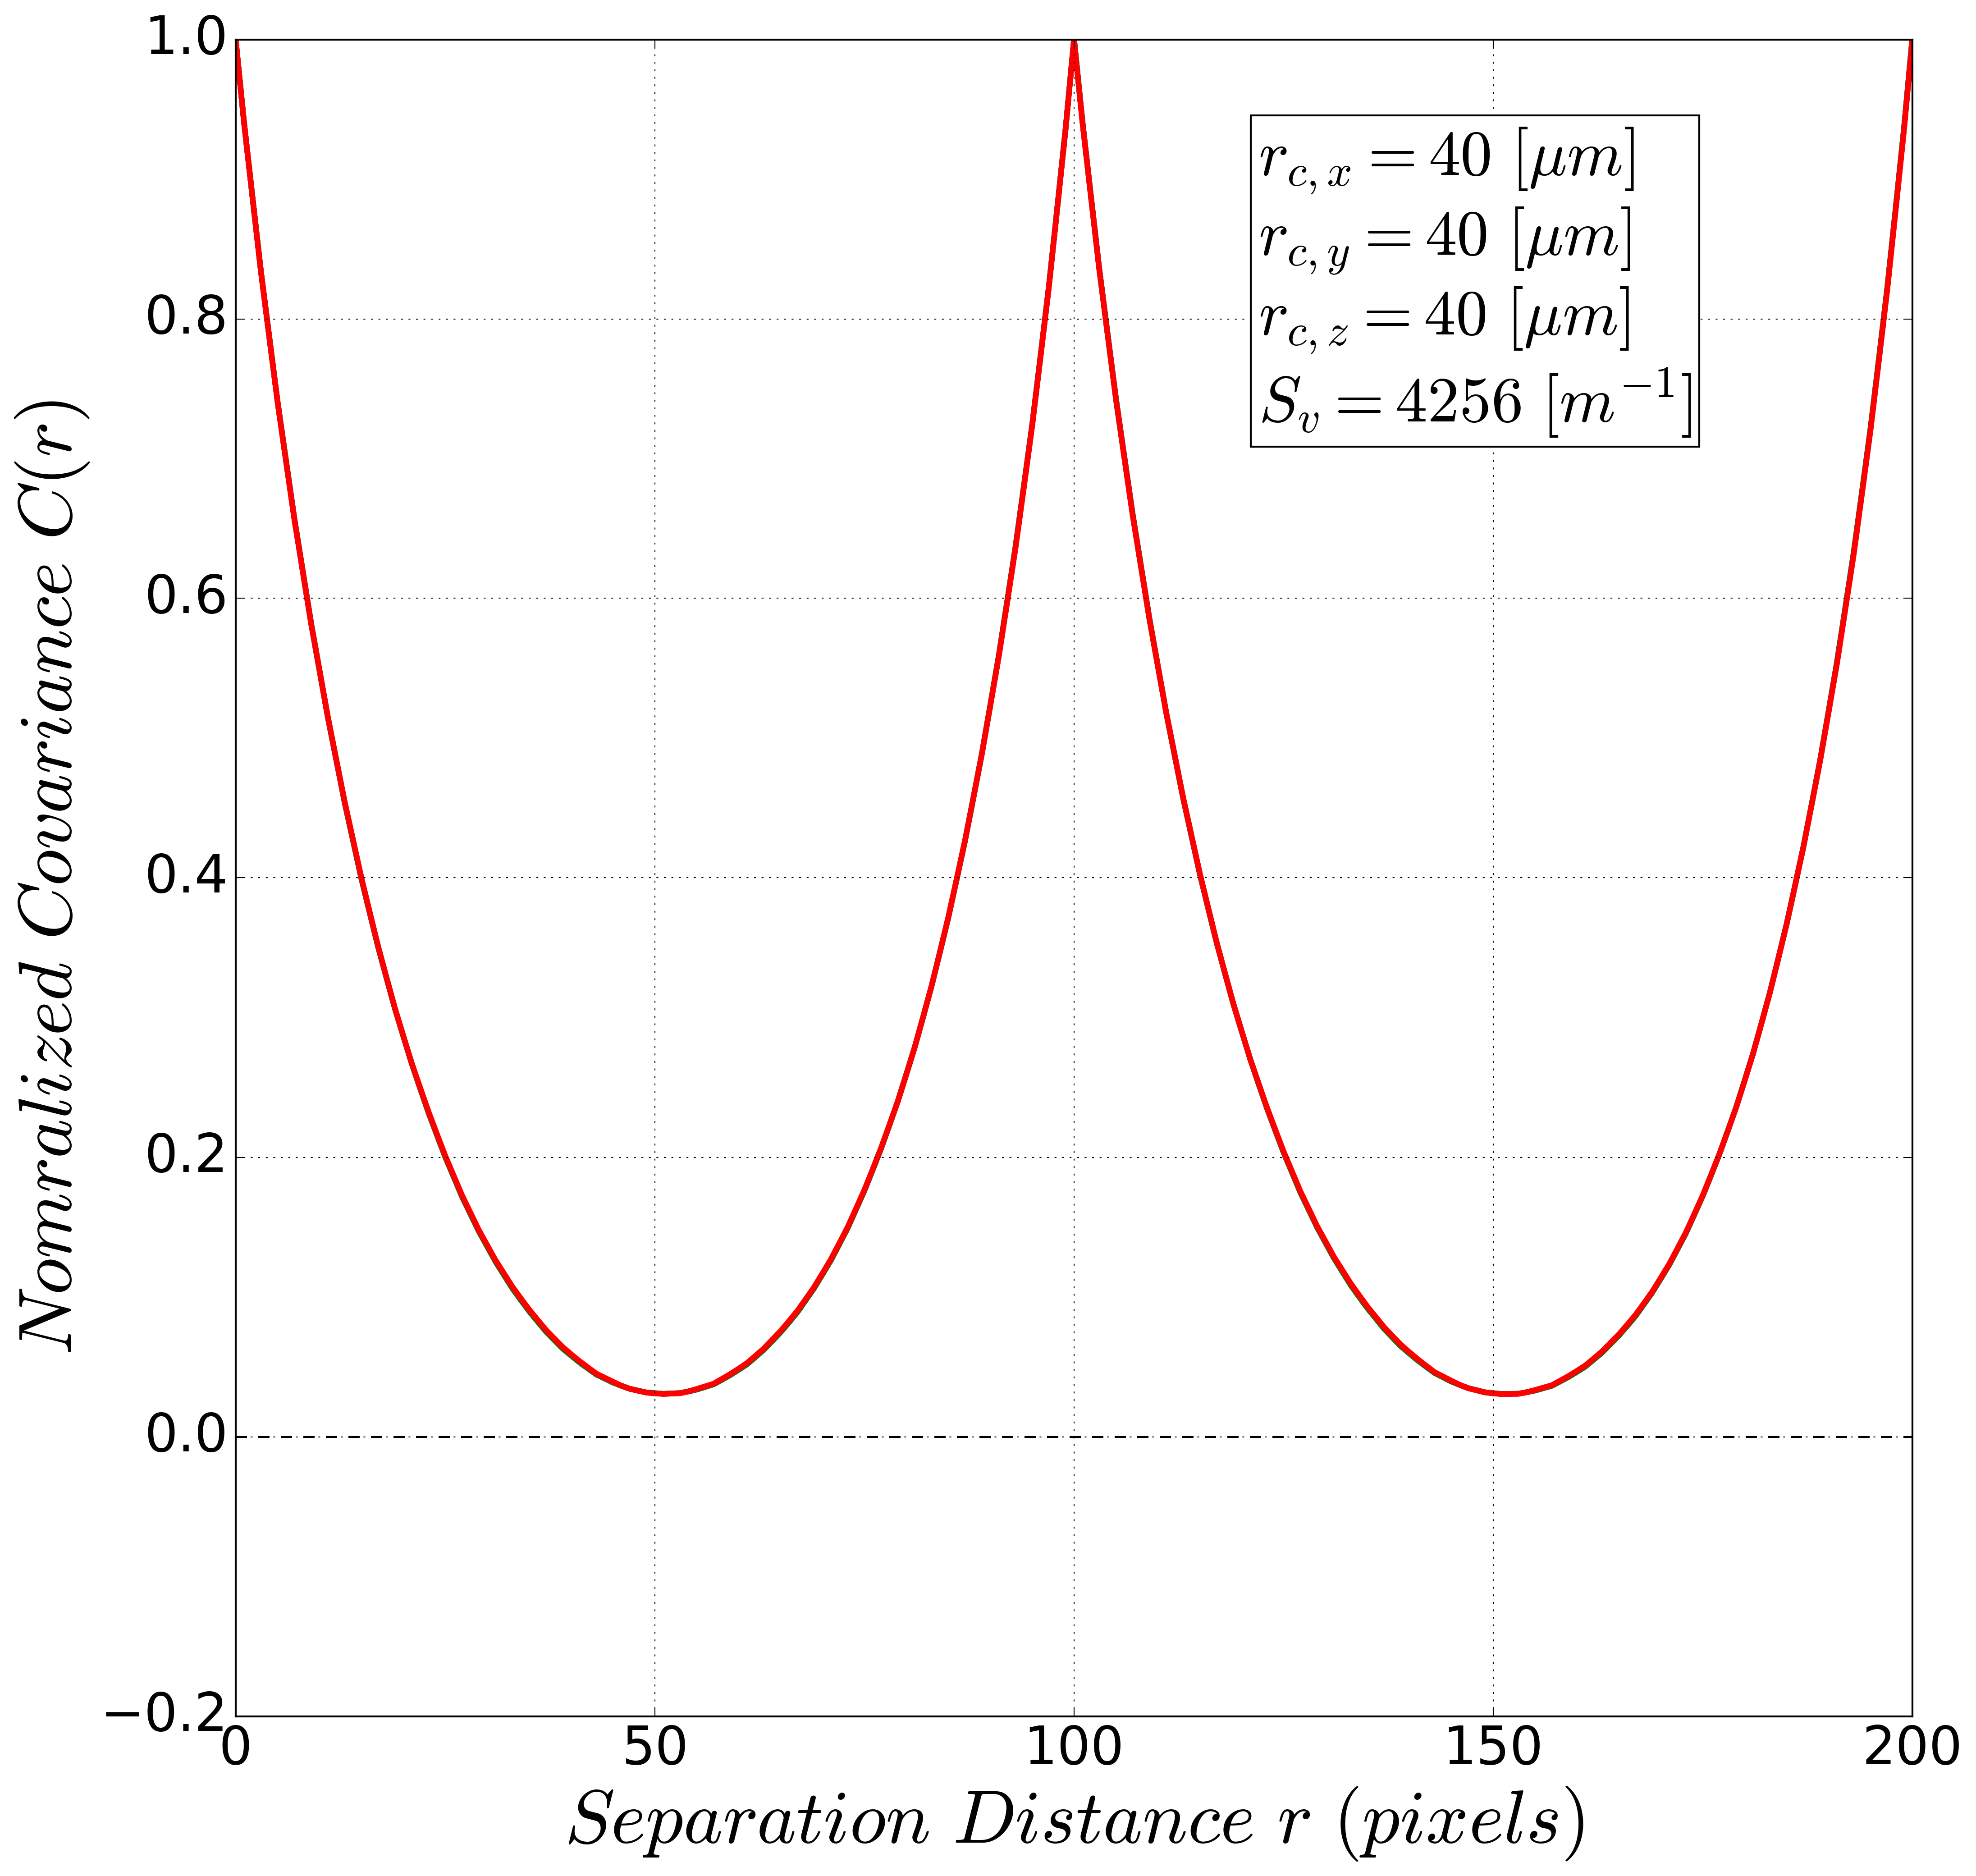 1.0
0.8
0.6
0.4
0.2
0.0
−0.2
0
50
100
150
200
Nomralized Covariance C(r)
Separation Distance r (pixels)
r_{c,x} = 40 [μm]
r_{c,y} = 40 [μm]
r_{c,z} = 40 [μm]
S_v = 4256 [m^{-1}]